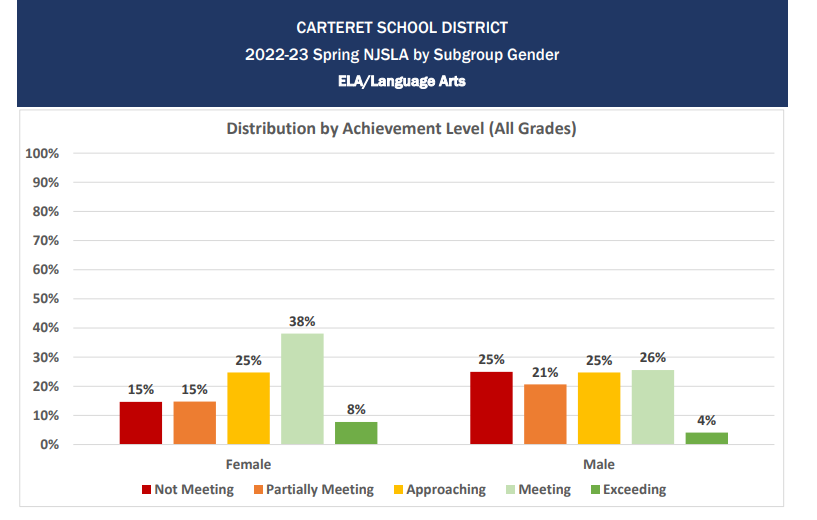 CARTERET SCHOOL DISTRICT
2022-23 Spring NJSLA by Subgroup Gender
ELA/Language Arts
Distribution by Achievement Level (All Grades)
100%
90%
80%
70%
60%
50%
40%
30%
20%
10%
0%
15% 15% 25% 38% 8%
25% 21% 25% 26% 4%
Female Male
Not Meeting Partially Meeting Approaching Meeting Exceeding